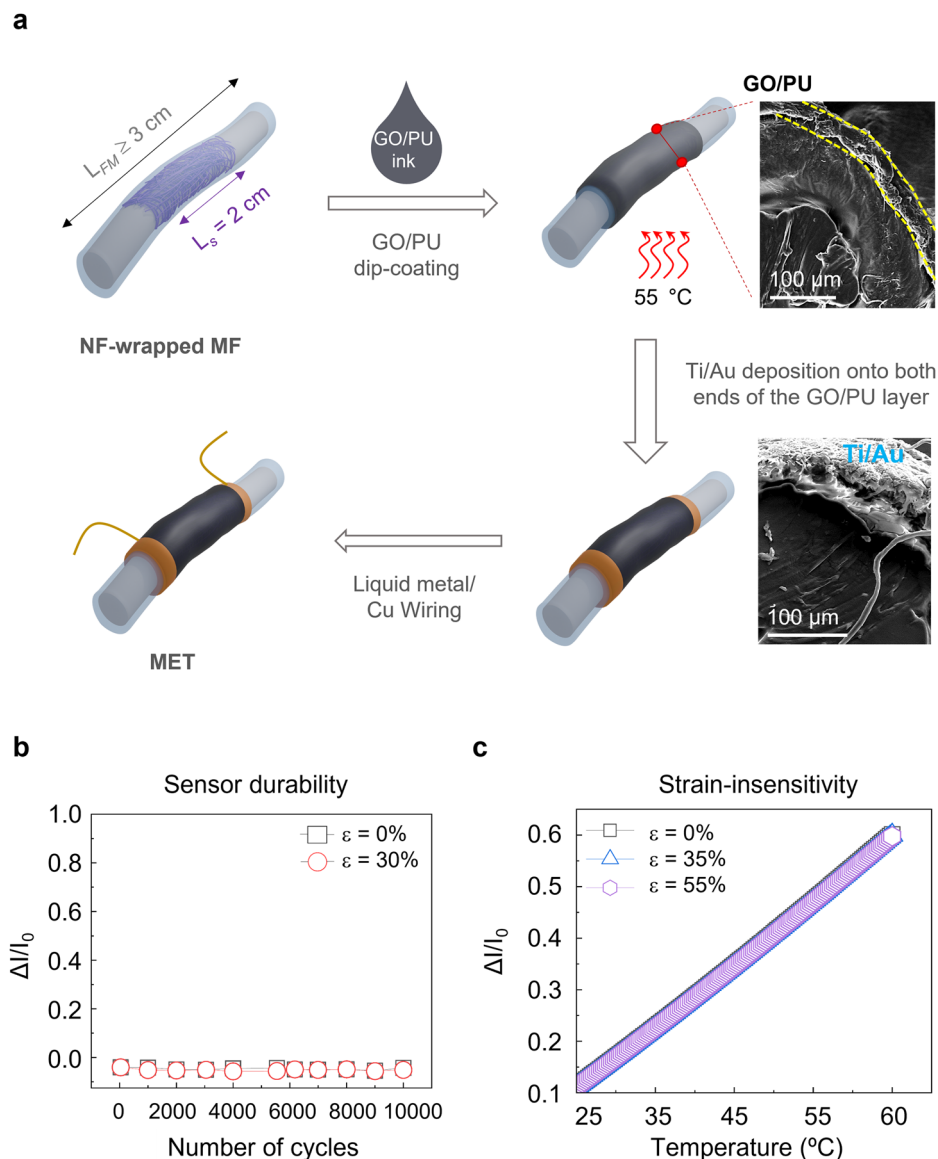 a
L_FM ≥ 3 cm
L_s = 2 cm
NF-wrapped MF
GO/PU
ink
GO/PU
dip-coating
GO/PU
55 °C
100 µm
Ti/Au deposition onto both
ends of the GO/PU layer
Ti/Au
100 µm
Liquid metal/
Cu Wiring
MET
b
Sensor durability
ε = 0%
ε = 30%
1.0
0.8
0.6
0.4
0.2
0.0
ΔI/I₀
0 2000 4000 6000 8000 10000
Number of cycles
c
Strain-insensitivity
ε = 0%
ε = 35%
ε = 55%
0.6
0.5
0.4
0.3
0.2
0.1
ΔI/I₀
25 35 45 55 60
Temperature (ºC)